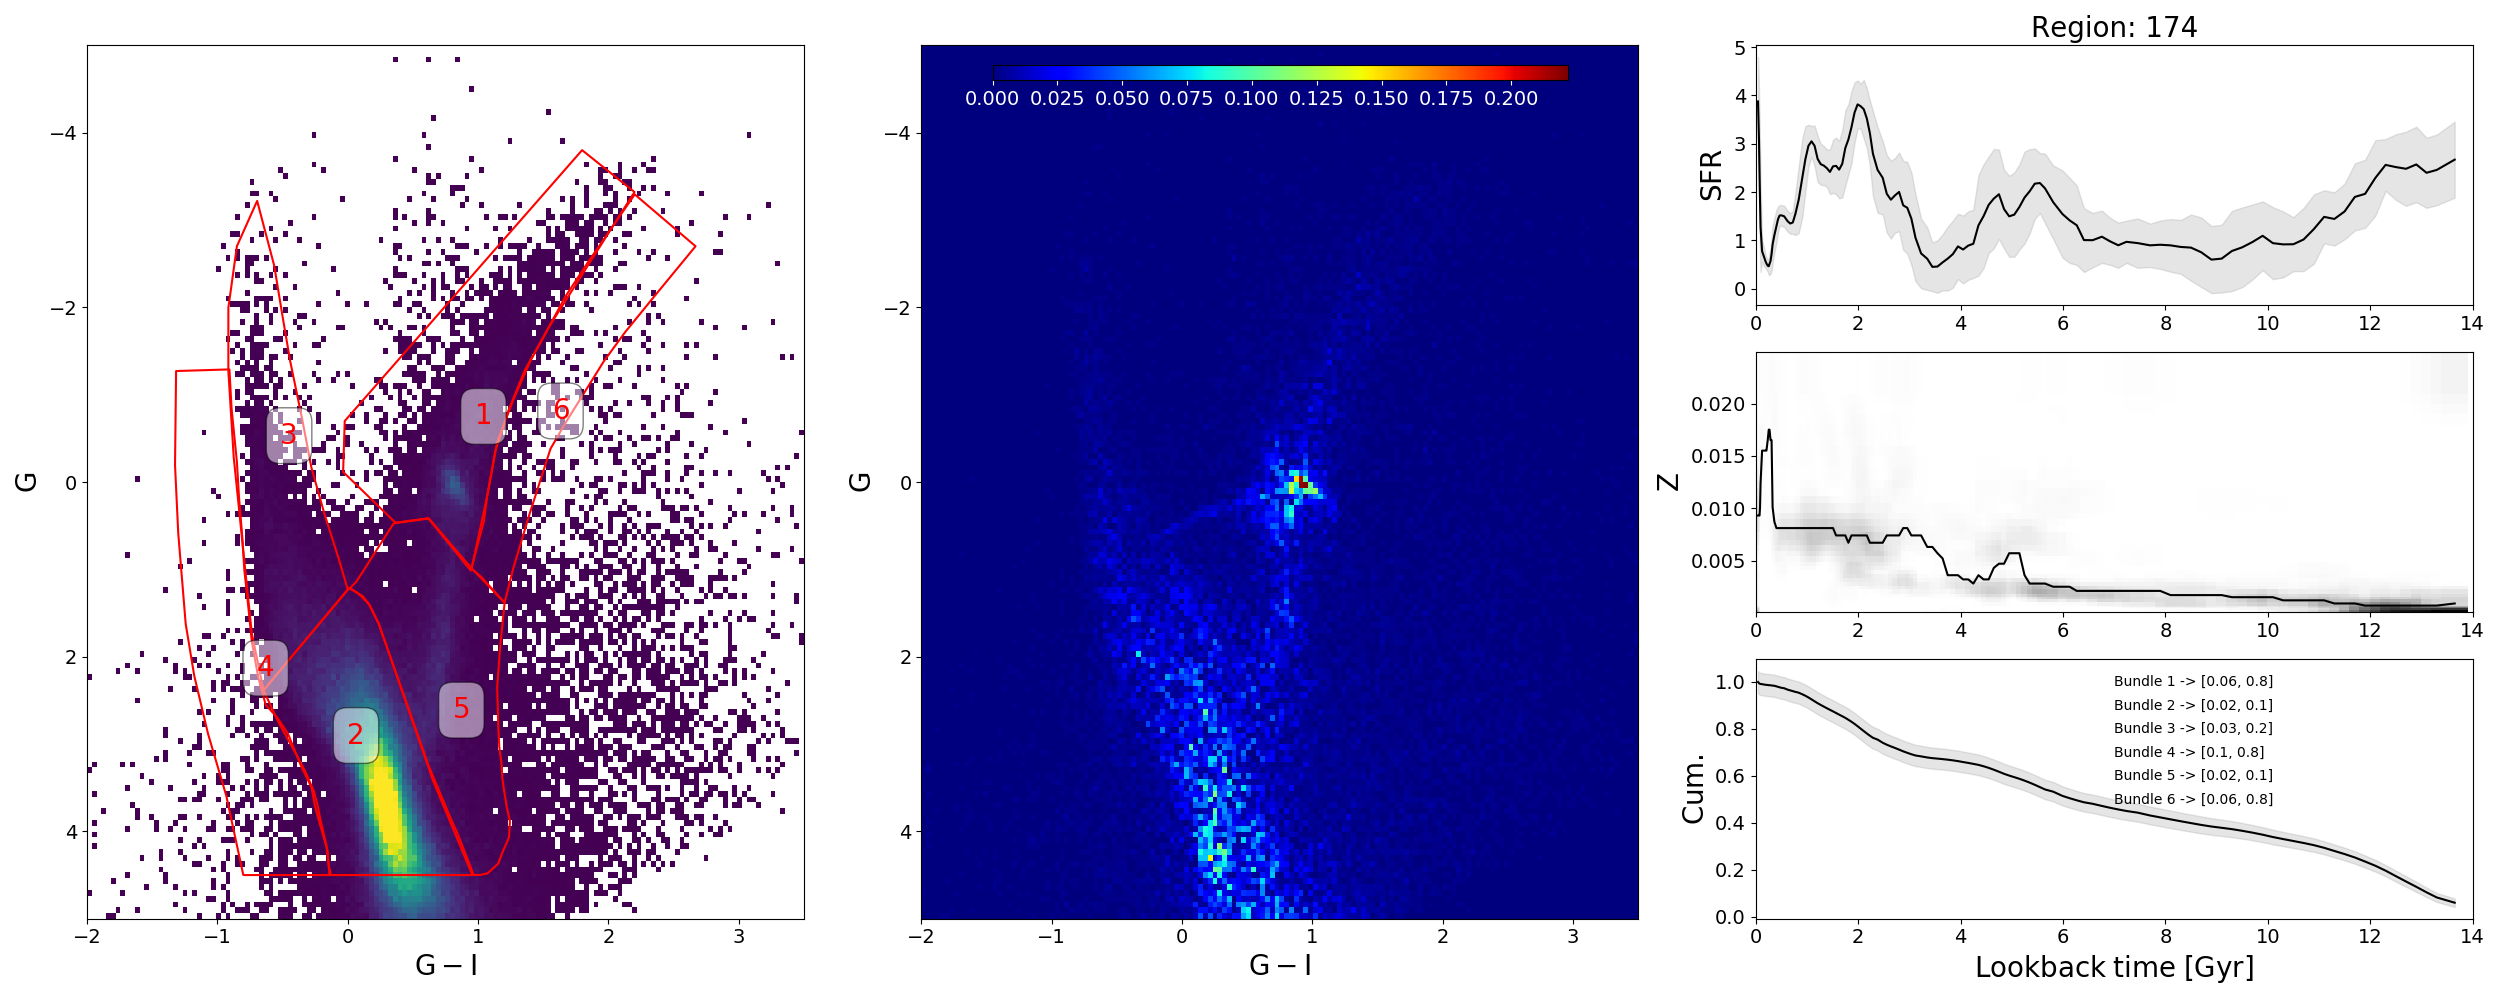 −4
−2
0
2
4
G
−2
−1
0
1
2
3
G − I
1
6
3
4
5
2
0.000 0.025 0.050 0.075 0.100 0.125 0.150 0.175 0.200
−4
−2
0
2
4
G
−2
−1
0
1
2
3
G − I
Region: 174
5
4
3
2
1
0
SFR
0 2 4 6 8 10 12 14
0.020
0.015
0.010
0.005
Z
0 2 4 6 8 10 12 14
1.0
0.8
0.6
0.4
0.2
0.0
Cum.
Bundle 1 -> [0.06, 0.8]
Bundle 2 -> [0.02, 0.1]
Bundle 3 -> [0.03, 0.2]
Bundle 4 -> [0.1, 0.8]
Bundle 5 -> [0.02, 0.1]
Bundle 6 -> [0.06, 0.8]
0 2 4 6 8 10 12 14
Lookback time [Gyr]